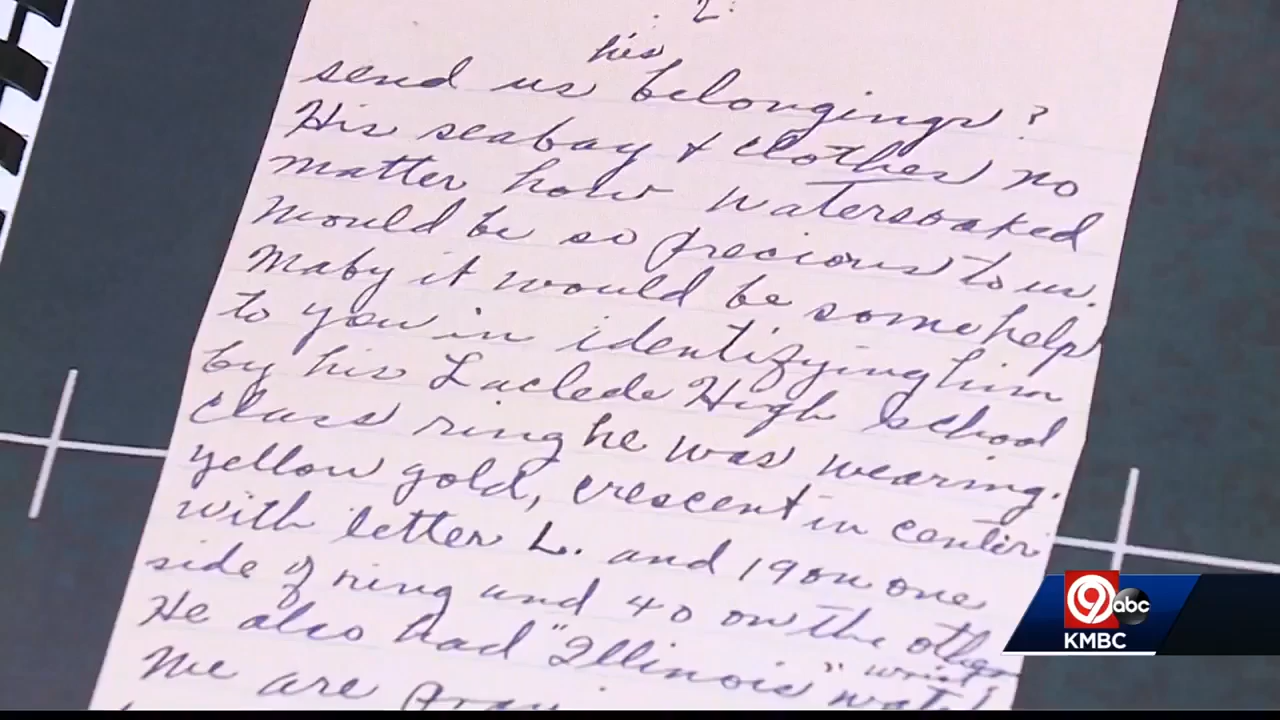 2.
his
send us belongings?
His seabag + clothes no
matter how watersoaked
would be so precious to us.
Maby it would be some help
to you in identifying him
by his Laclede High school
class ring he was wearing.
yellow gold, crescent in center
with letter L. and 19 on one
side of ring and 40 on the other
He also had "Illinois" wrist
We are
9 abc
KMBC